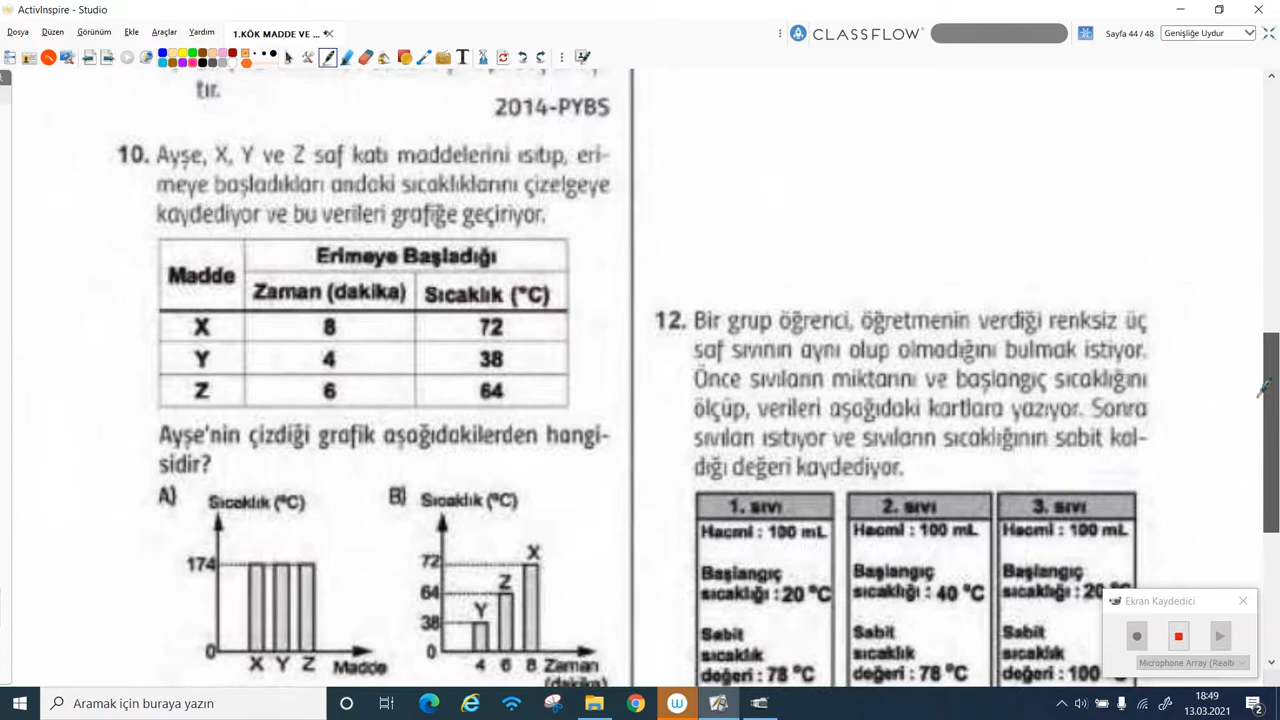 ActivInspire - Studio
Dosya Düzen Görünüm Ekle Araçlar Yardım
1.KÖK MADDE VE ... *
CLASSFLOW
Sayfa 44 / 48
Genişliğe Uydur
tır.
2014-PYBS
10. Ayşe, X, Y ve Z saf katı maddelerini ısıtıp, eri-
meye başladıkları andaki sıcaklıklarını çizelgeye
kaydediyor ve bu verileri grafiğe geçiriyor.
Madde
Erimeye Başladığı
Zaman (dakika) Sıcaklık (°C)
X 8 72
Y 4 38
Z 6 64
Ayşe'nin çizdiği grafik aşağıdakilerden hangi-
sidir?
A) Sıcaklık (°C)
174
0
X Y Z Madde
B) Sıcaklık (°C)
72 X
64 Z
38 Y
0
4 6 8 Zaman
(dakika)
12. Bir grup öğrenci, öğretmenin verdiği renksiz üç
saf sıvının aynı olup olmadığını bulmak istiyor.
Önce sıvıların miktarını ve başlangıç sıcaklığını
ölçüp, verileri aşağıdaki kartlara yazıyor. Sonra
sıvıları ısıtıyor ve sıvıların sıcaklığının sabit kal-
dığı değeri kaydediyor.
1. sıvı
Hacmi : 100 mL
Başlangıç
sıcaklığı : 20 °C
Sabit
sıcaklık
değeri : 78 °C
2. sıvı
Hacmi : 100 mL
Başlangıç
sıcaklığı : 40 °C
Sabit
sıcaklık
değeri : 78 °C
3. sıvı
Hacmi : 100 mL
Başlangıç
sıcaklığı : 20
Sabit
sıcaklık
değeri : 100
Ekran Kaydedici
Microphone Array (Realt
Aramak için buraya yazın
18:49
13.03.2021
2